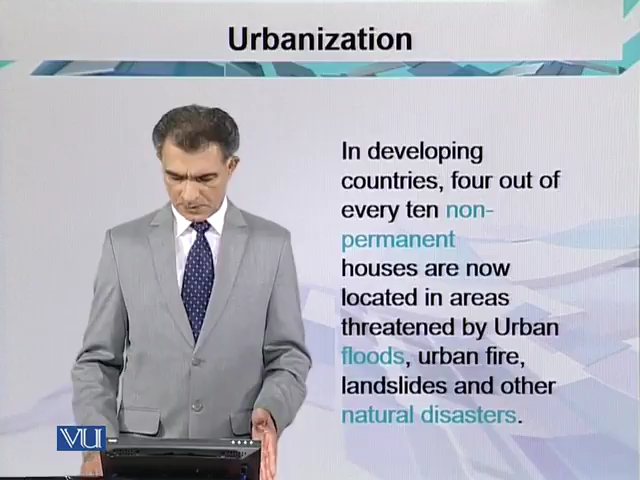 Urbanization
In developing
countries, four out of
every ten non-
permanent
houses are now
located in areas
threatened by Urban
floods, urban fire,
landslides and other
natural disasters.
VU